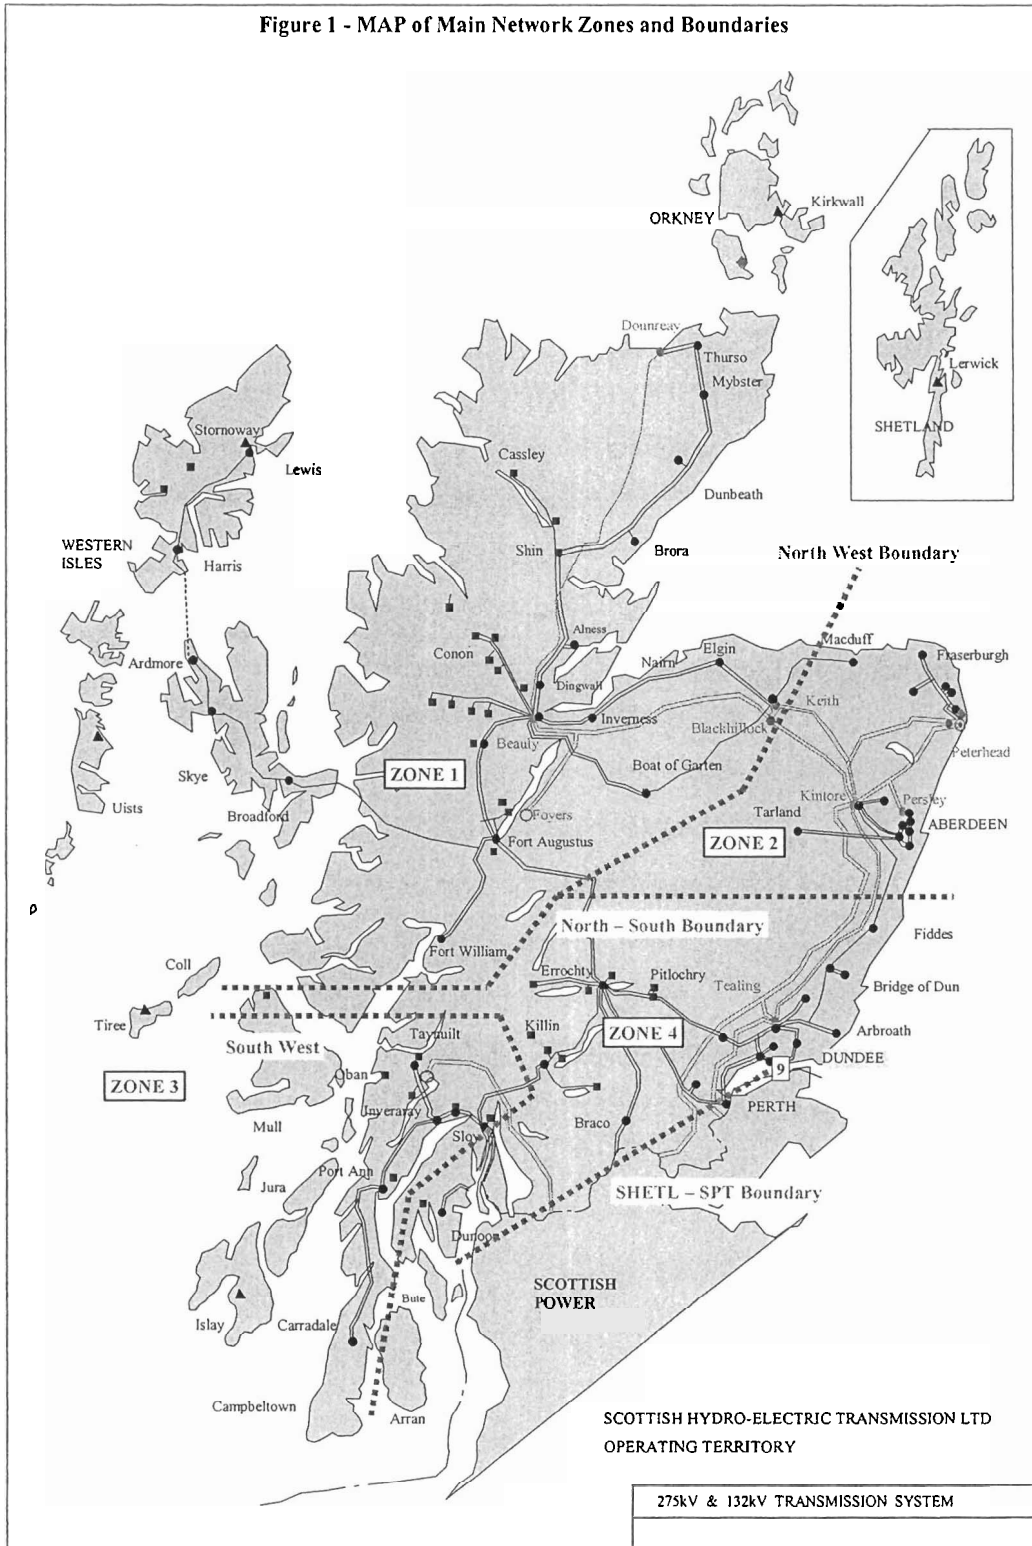 Figure 1 - MAP of Main Network Zones and Boundaries
Kirkwall
ORKNEY
Dounreay
Thurso
Mybster
Lerwick
SHETLAND
Stornoway
Lewis
Cassley
Dunbeath
WESTERN
ISLES
Harris
Shin
Brora
North West Boundary
Alness
Macduff
Ardmore
Conon
Nairn
Elgin
Fraserburgh
Dingwall
Keith
Inverness
Blackhillock
Beauly
Peterhead
Skye
ZONE 1
Boat of Garten
Uists
Broadford
Foyers
Kintore
Persley
Tarland
ABERDEEN
Fort Augustus
ZONE 2
North – South Boundary
Fiddes
Fort William
Coll
Errochty
Pitlochry
Tealing
Bridge of Dun
Tiree
Taynuilt
Killin
ZONE 4
Arbroath
South West
DUNDEE
ZONE 3
Oban
9
Inveraray
PERTH
Mull
Sloy
Braco
Port Ann
Jura
SHETL – SPT Boundary
Dunoon
SCOTTISH
POWER
Bute
Islay
Carradale
Campbeltown
Arran
SCOTTISH HYDRO-ELECTRIC TRANSMISSION LTD
OPERATING TERRITORY
275kV & 132kV TRANSMISSION SYSTEM